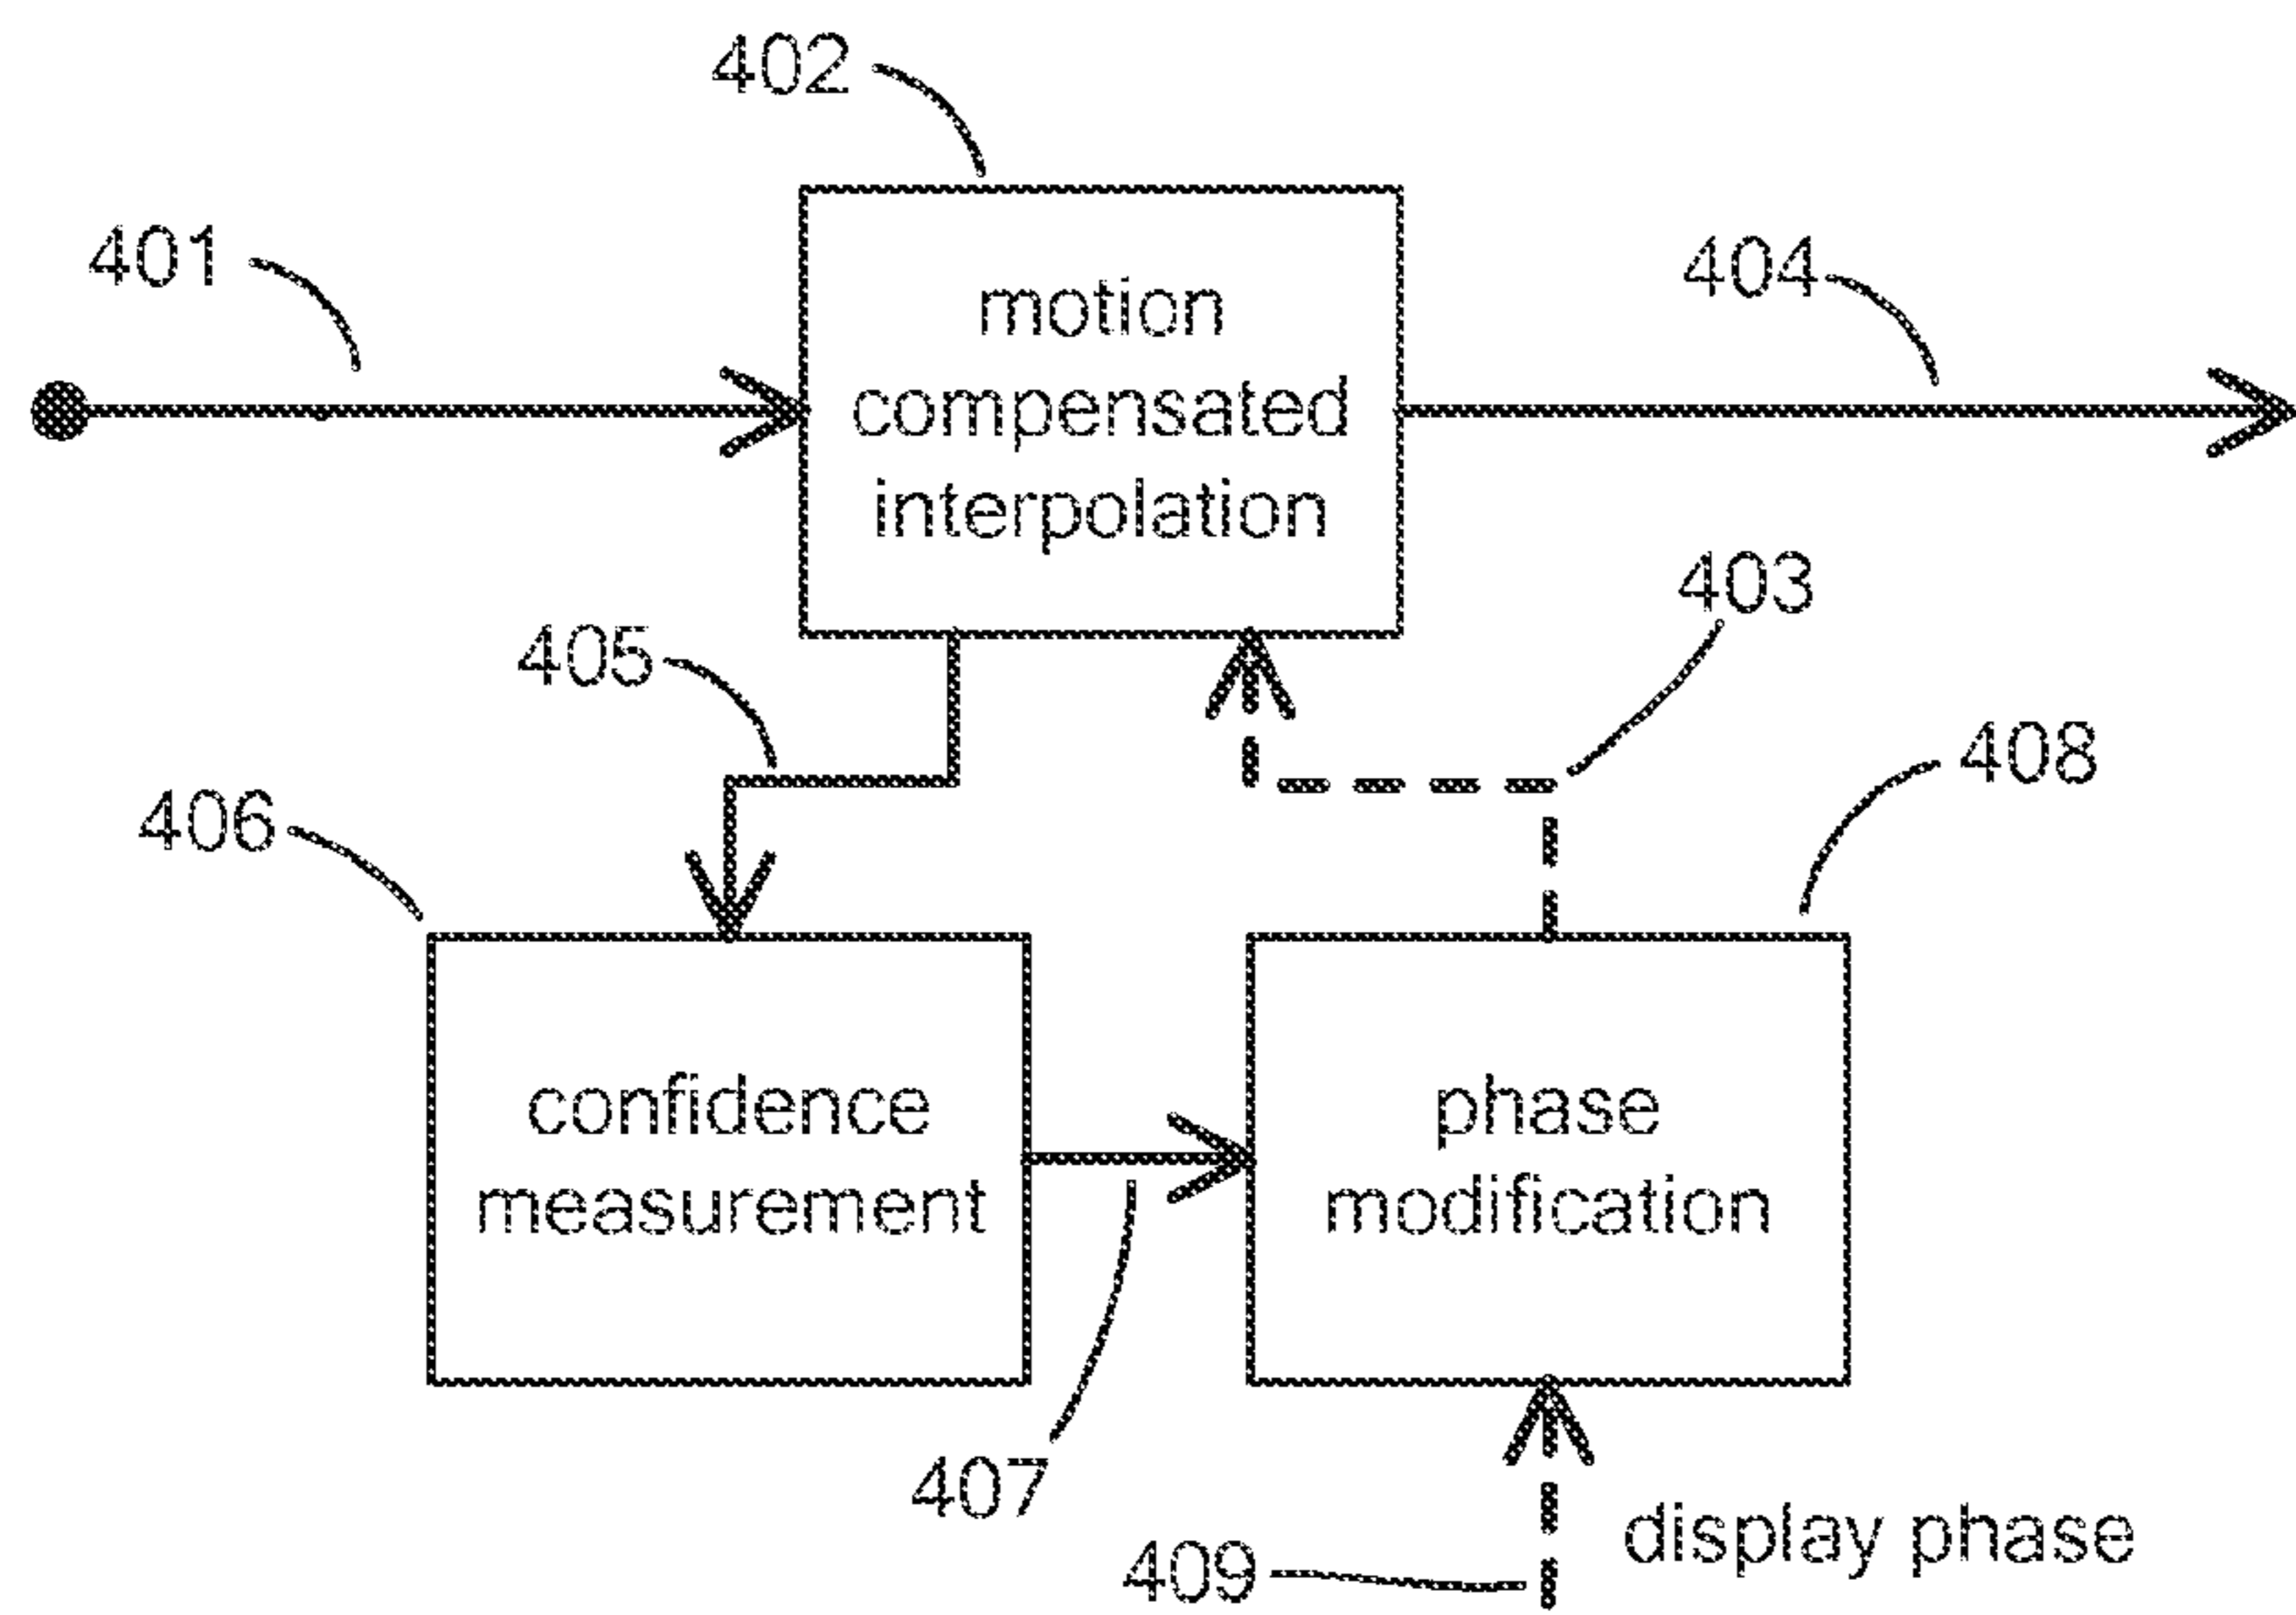 402
401
404
motion
compensated
interpolation
403
405
408
406
confidence
measurement
phase
modification
407
409
display phase